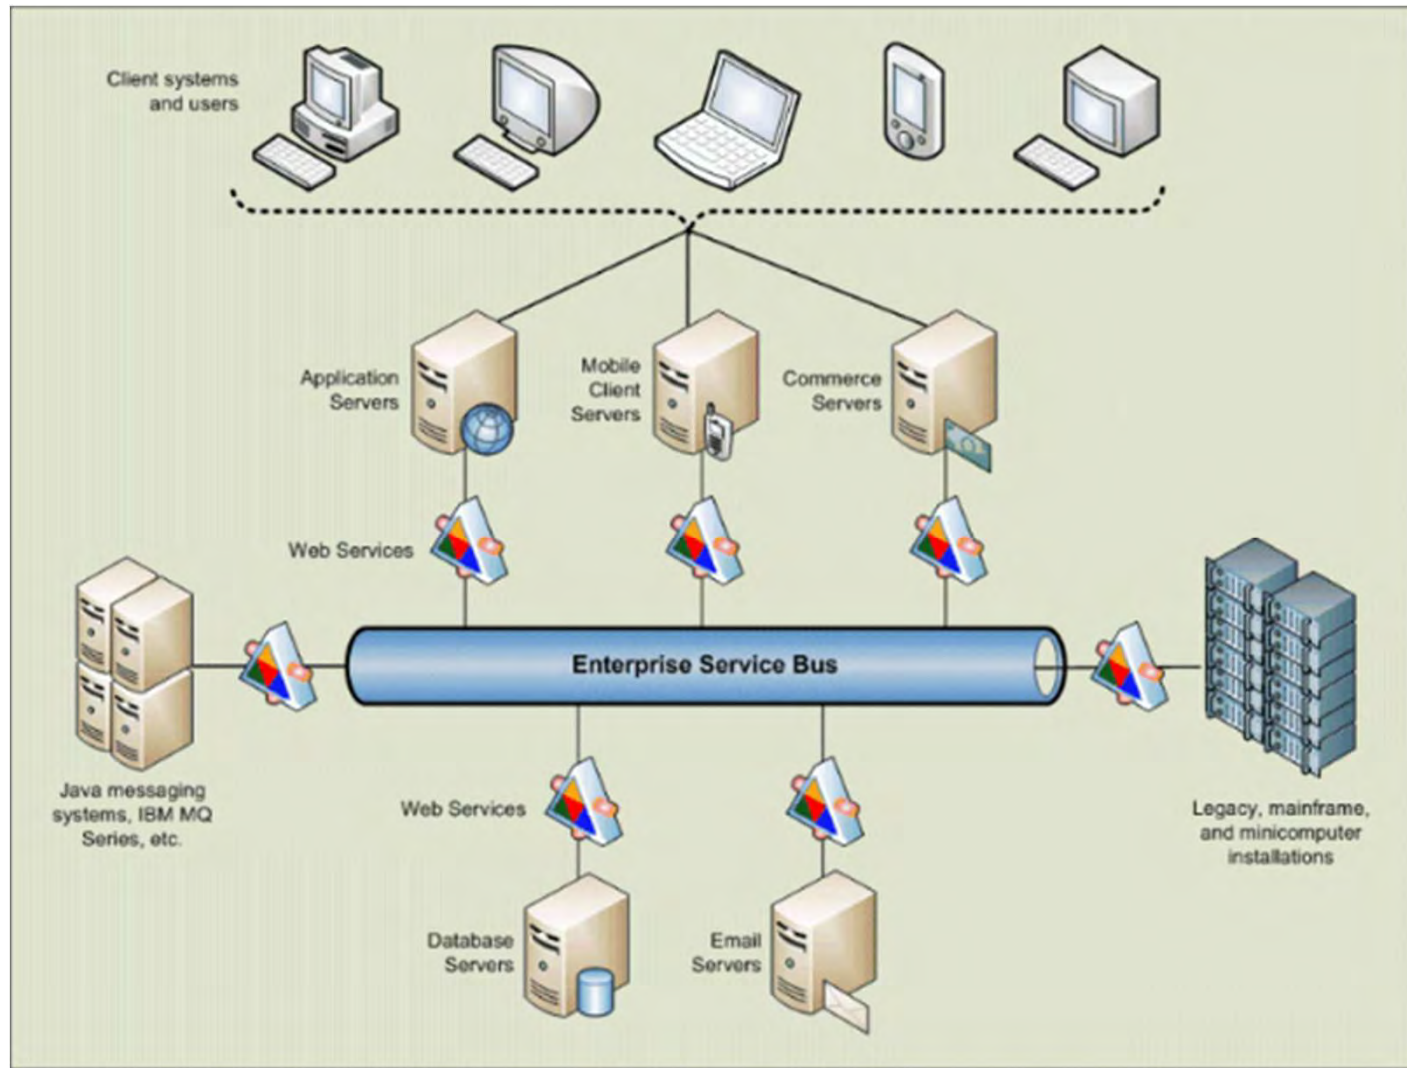 Client systems
and users
Application
Servers
Mobile
Client
Servers
Commerce
Servers
Web Services
Enterprise Service Bus
Java messaging
systems, IBM MQ
Series, etc.
Web Services
Legacy, mainframe,
and minicomputer
installations
Database
Servers
Email
Servers